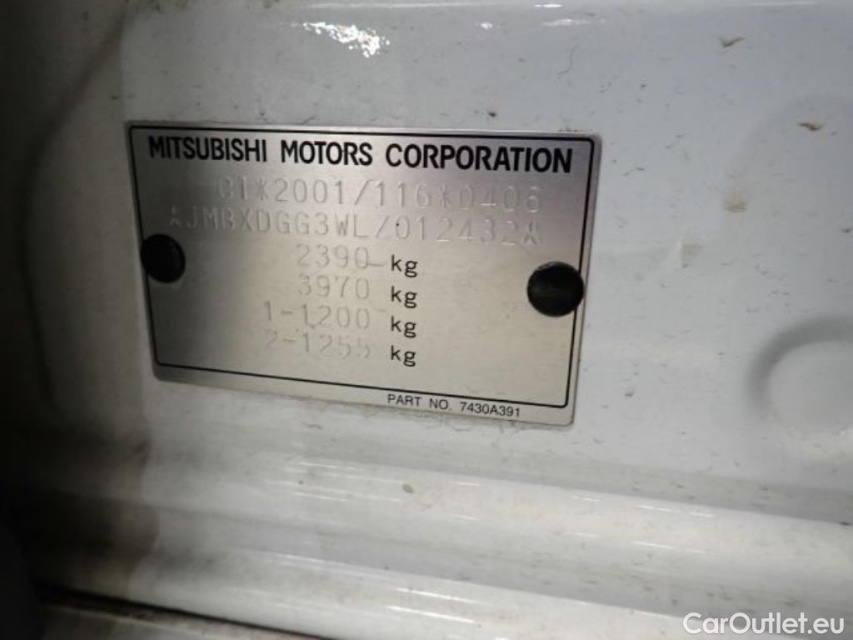 MITSUBISHI MOTORS CORPORATION
G1*2001/116*0406
*JMBXDGG3WLZ012432*
2390 kg
3970 kg
1-1200 kg
2-1255 kg
PART NO. 7430A391
CarOutlet.eu